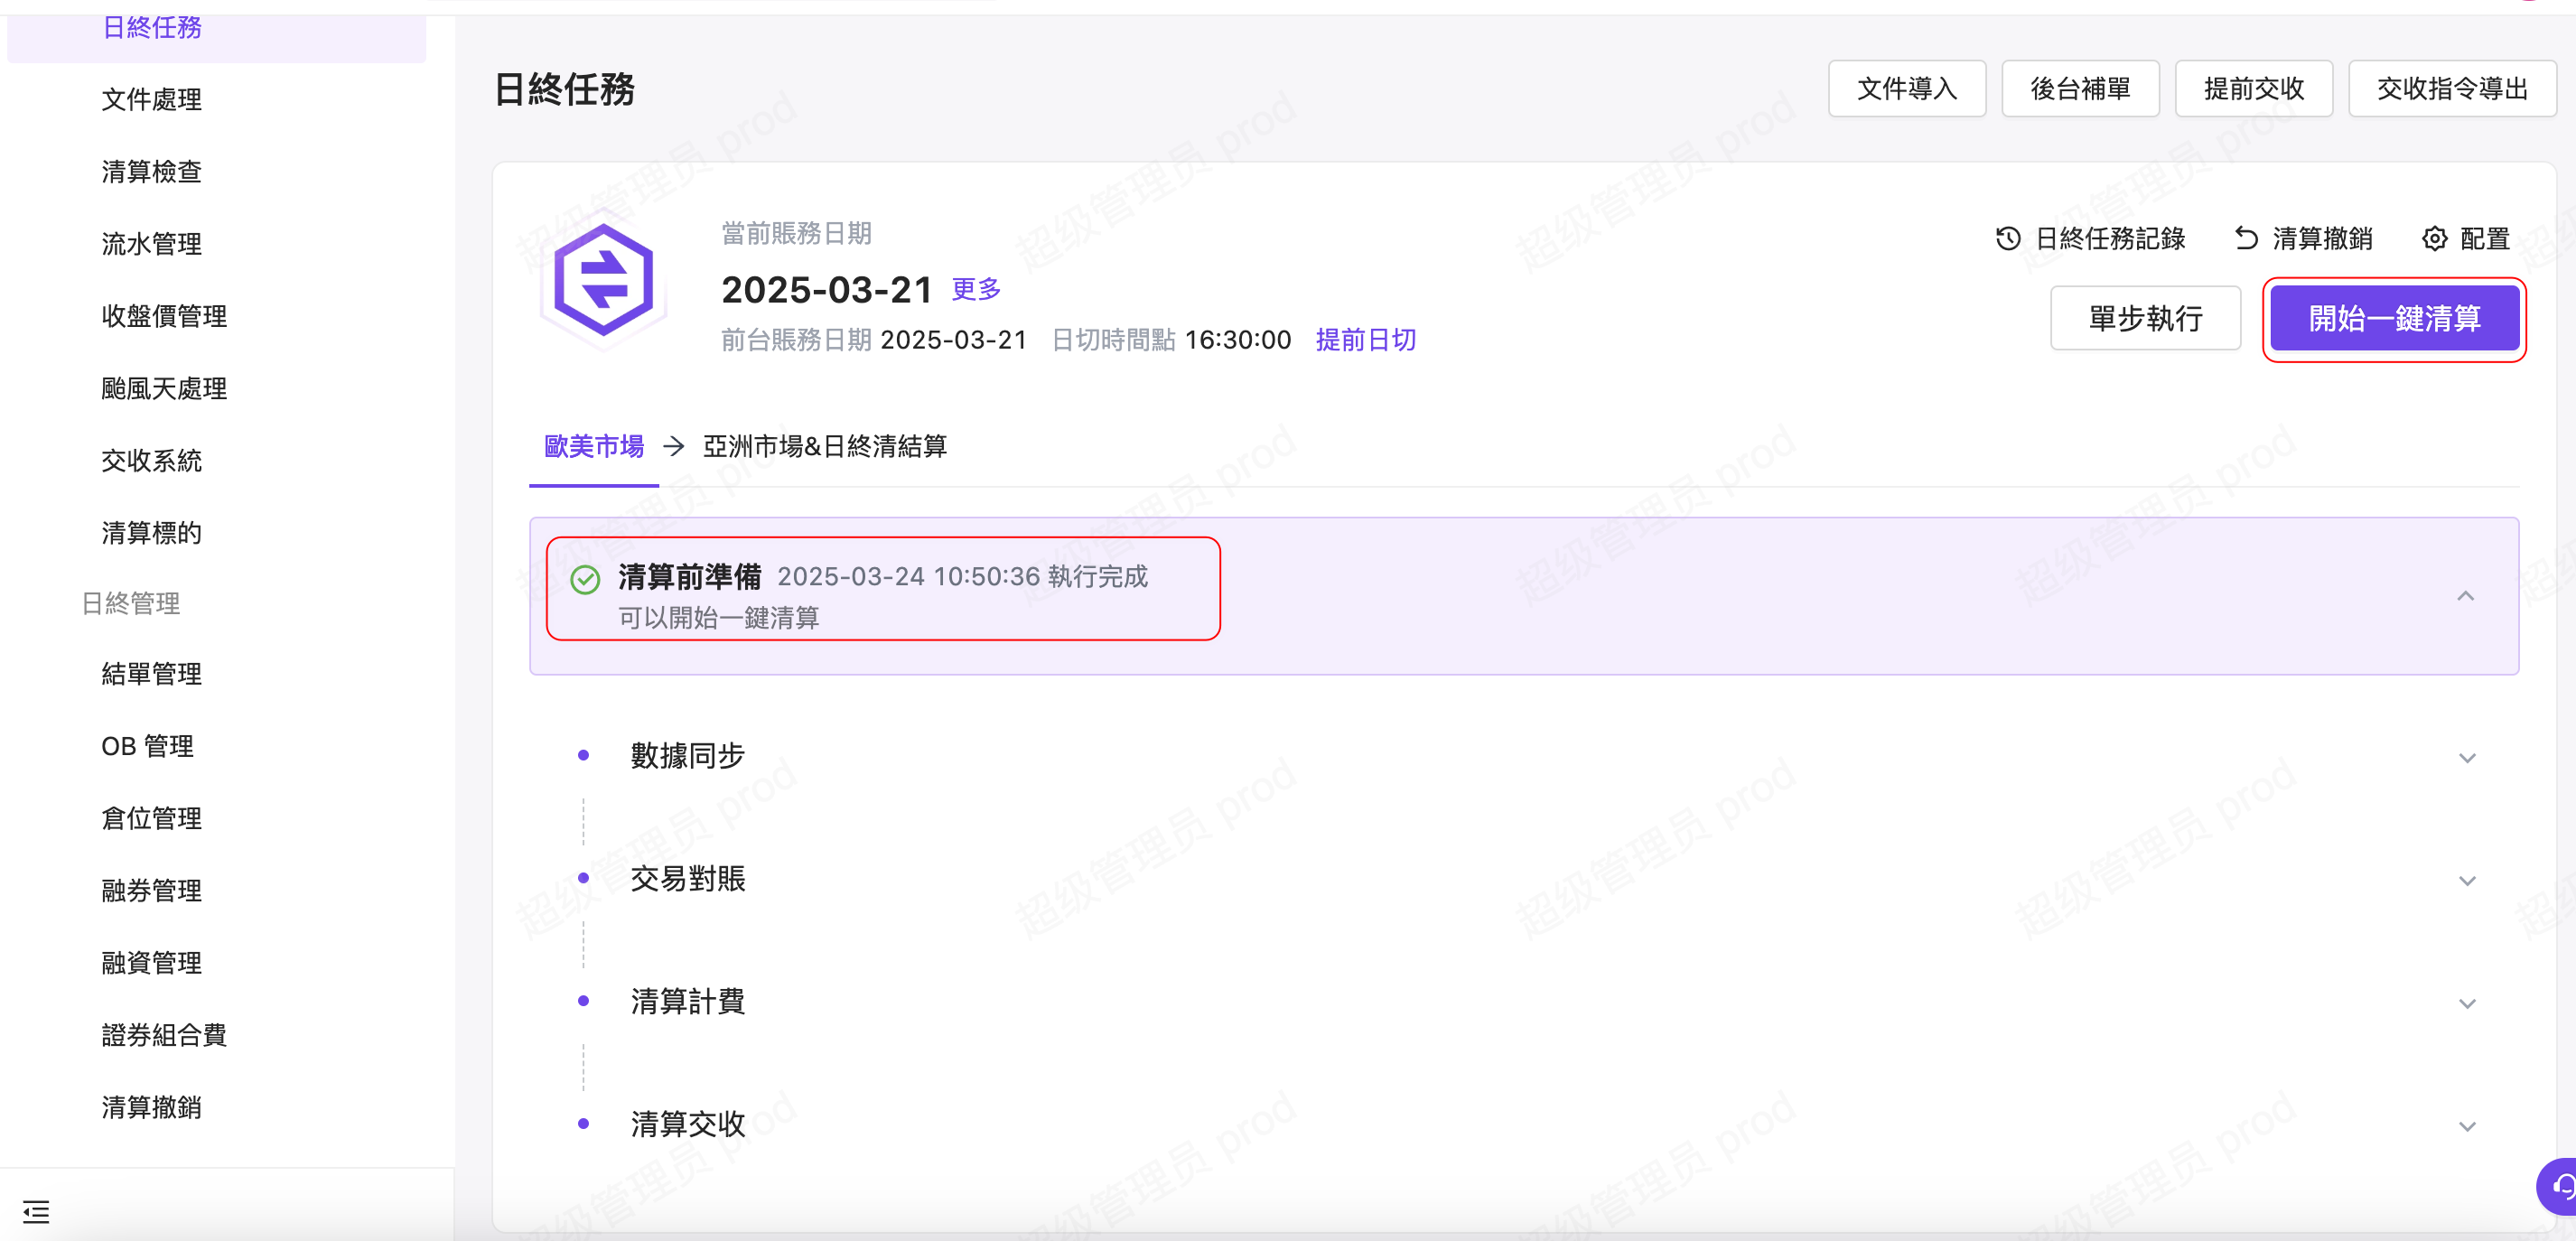 日終任務
文件處理
清算檢查
流水管理
收盤價管理
颱風天處理
交收系統
清算標的
日終管理
結單管理
OB 管理
倉位管理
融券管理
融資管理
證券組合費
清算撤銷
日終任務
文件導入 後台補單 提前交收 交收指令導出
當前賬務日期
2025-03-21 更多
前台賬務日期 2025-03-21 日切時間點 16:30:00 提前日切
日終任務記錄 清算撤銷 配置
單步執行 開始一鍵清算
歐美市場 → 亞洲市場&日終清結算
清算前準備 2025-03-24 10:50:36 執行完成
可以開始一鍵清算
數據同步
交易對賬
清算計費
清算交收
超级管理员 prod